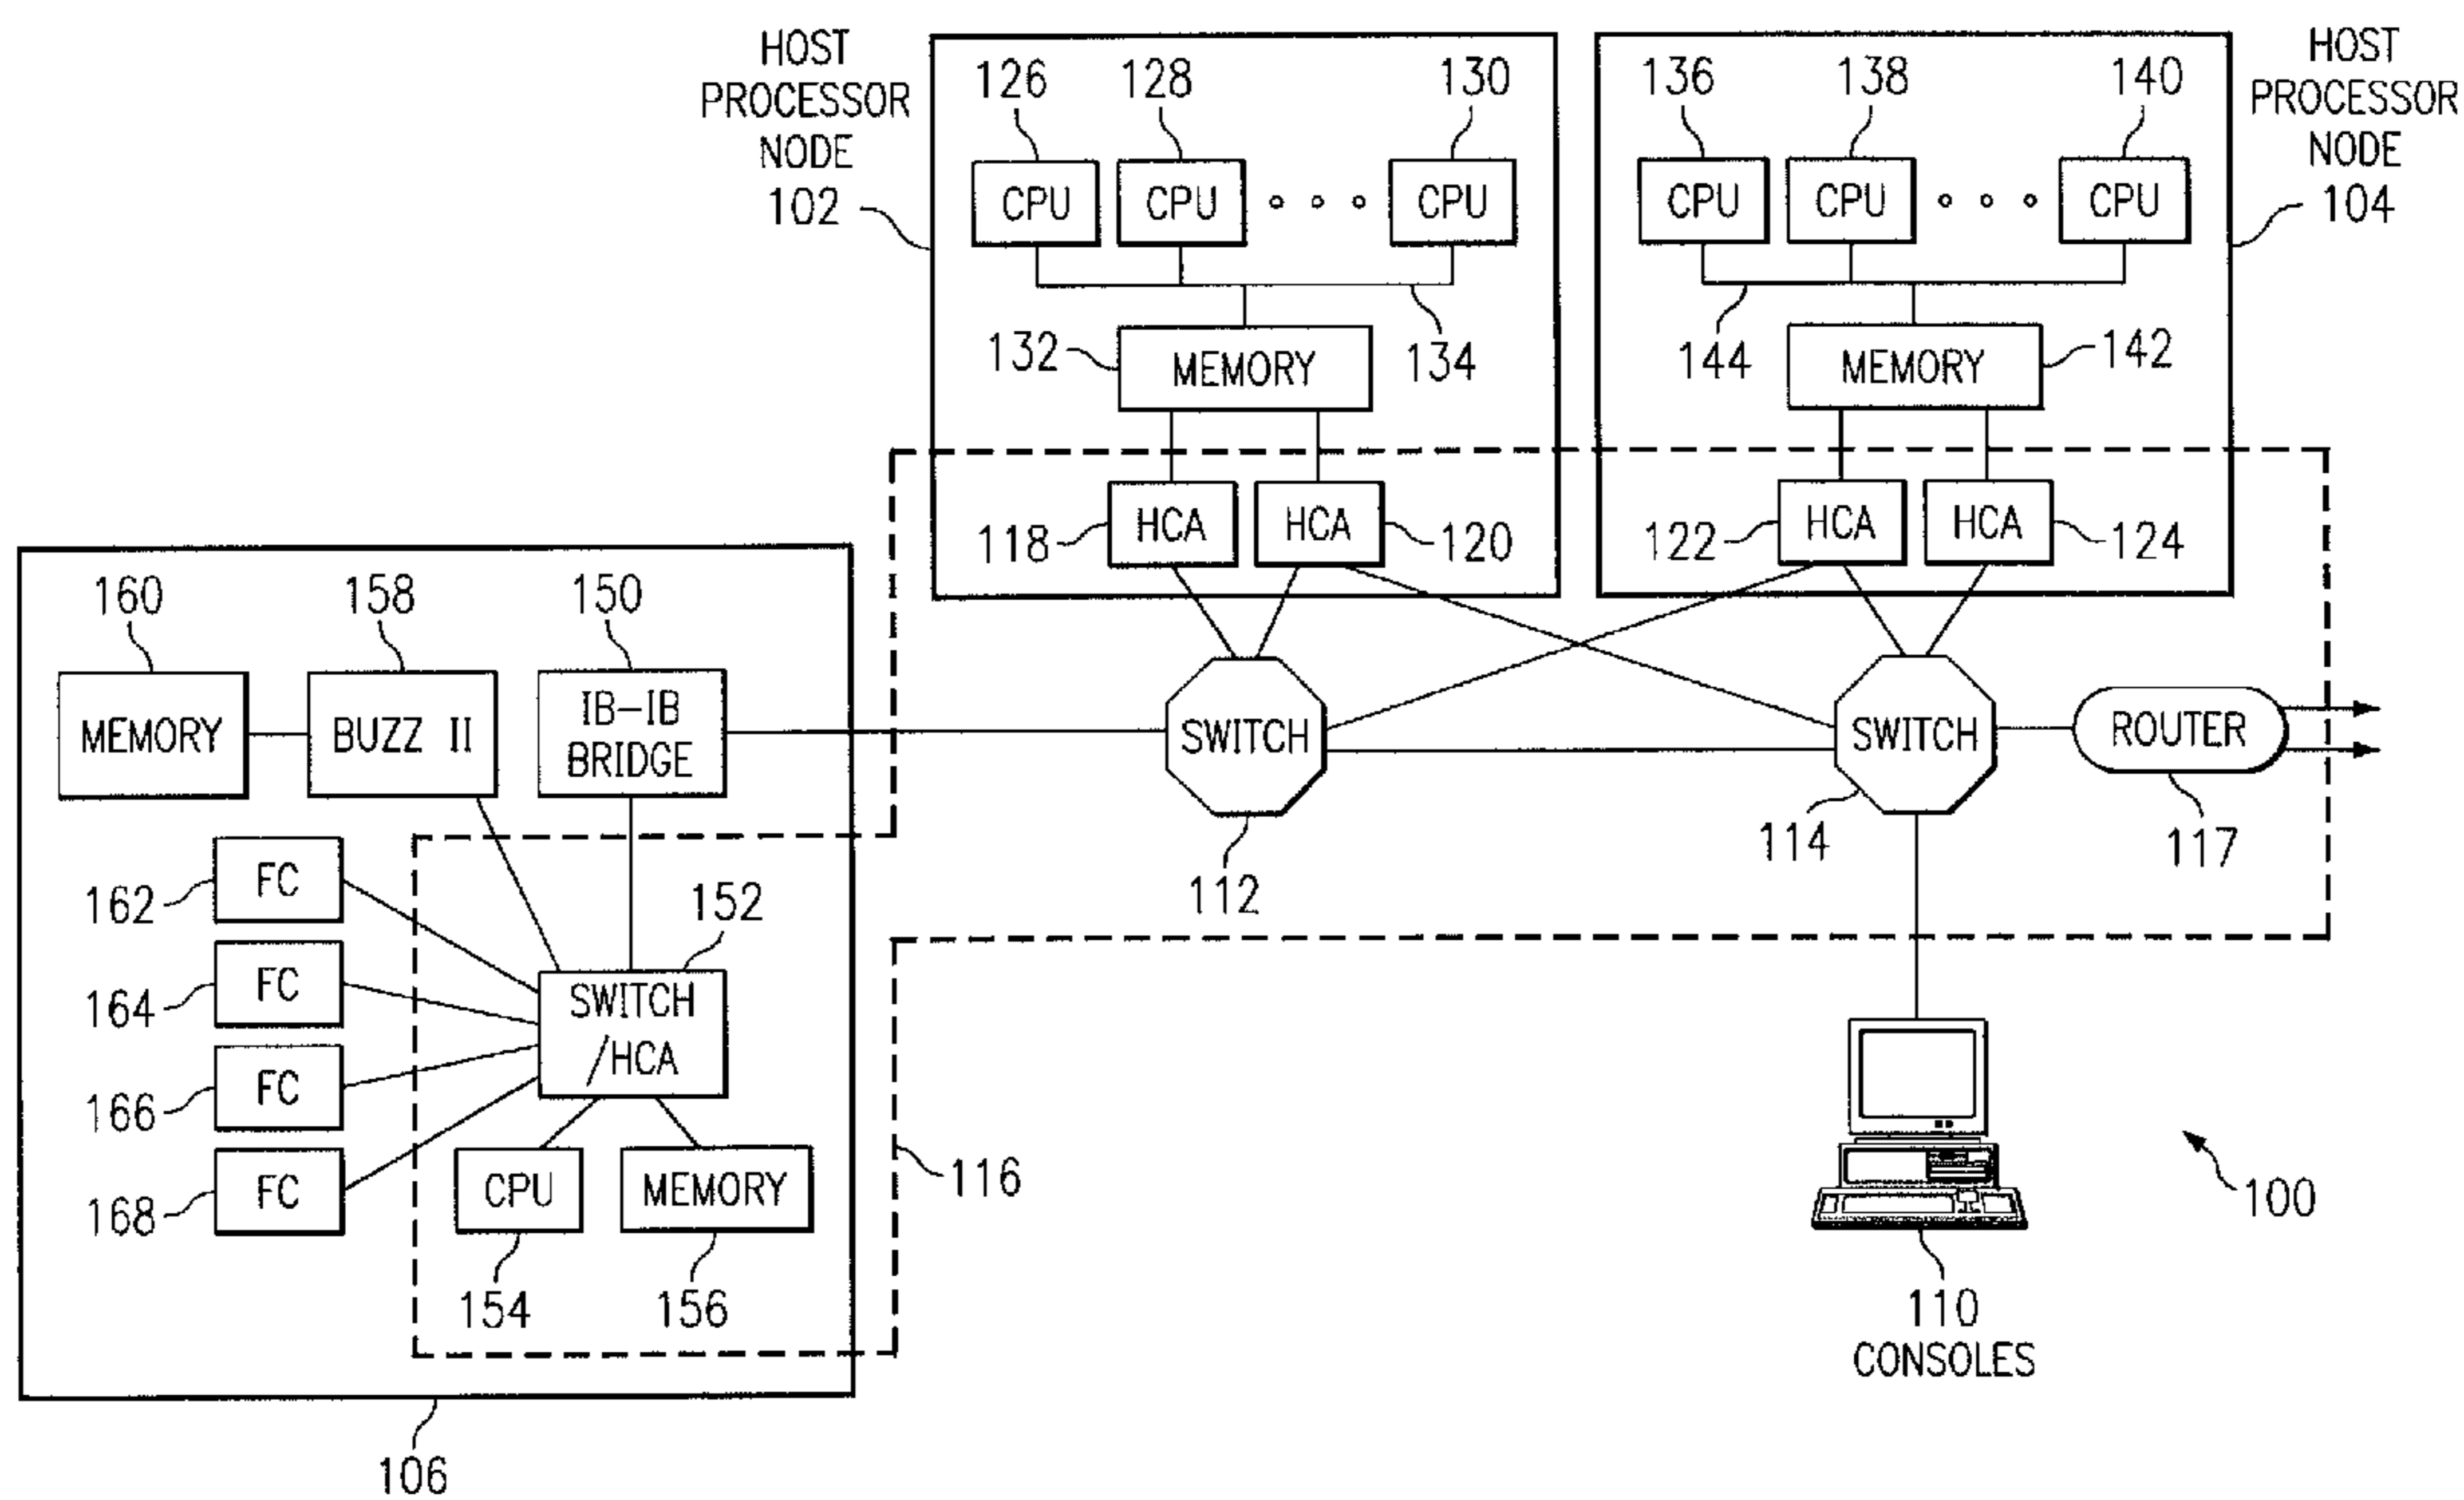 HOST
PROCESSOR
NODE
102
126
128
130
CPU
CPU
CPU
132
MEMORY
134
118
HCA
HCA
120
136
138
140
CPU
CPU
CPU
144
MEMORY
142
122
HCA
HCA
124
HOST
PROCESSOR
NODE
104
160
158
150
MEMORY
BUZZ II
IB-IB
BRIDGE
SWITCH
112
SWITCH
114
ROUTER
117
162
FC
164
FC
166
FC
168
FC
152
SWITCH
/HCA
CPU
MEMORY
154
156
116
106
110
CONSOLES
100